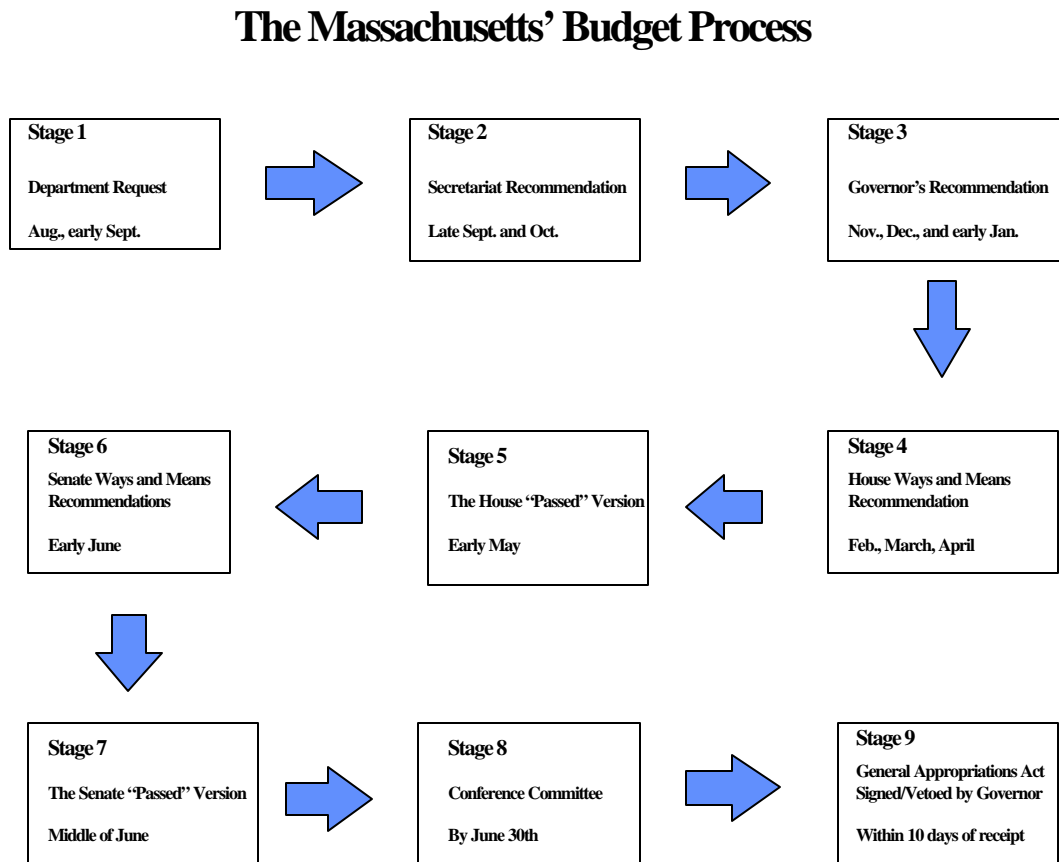 The Massachusetts’ Budget Process
Stage 1
Department Request
Aug., early Sept.
Stage 2
Secretariat Recommendation
Late Sept. and Oct.
Stage 3
Governor’s Recommendation
Nov., Dec., and early Jan.
Stage 4
House Ways and Means
Recommendation
Feb., March, April
Stage 5
The House “Passed” Version
Early May
Stage 6
Senate Ways and Means
Recommendations
Early June
Stage 7
The Senate “Passed” Version
Middle of June
Stage 8
Conference Committee
By June 30th
Stage 9
General Appropriations Act
Signed/Vetoed by Governor
Within 10 days of receipt